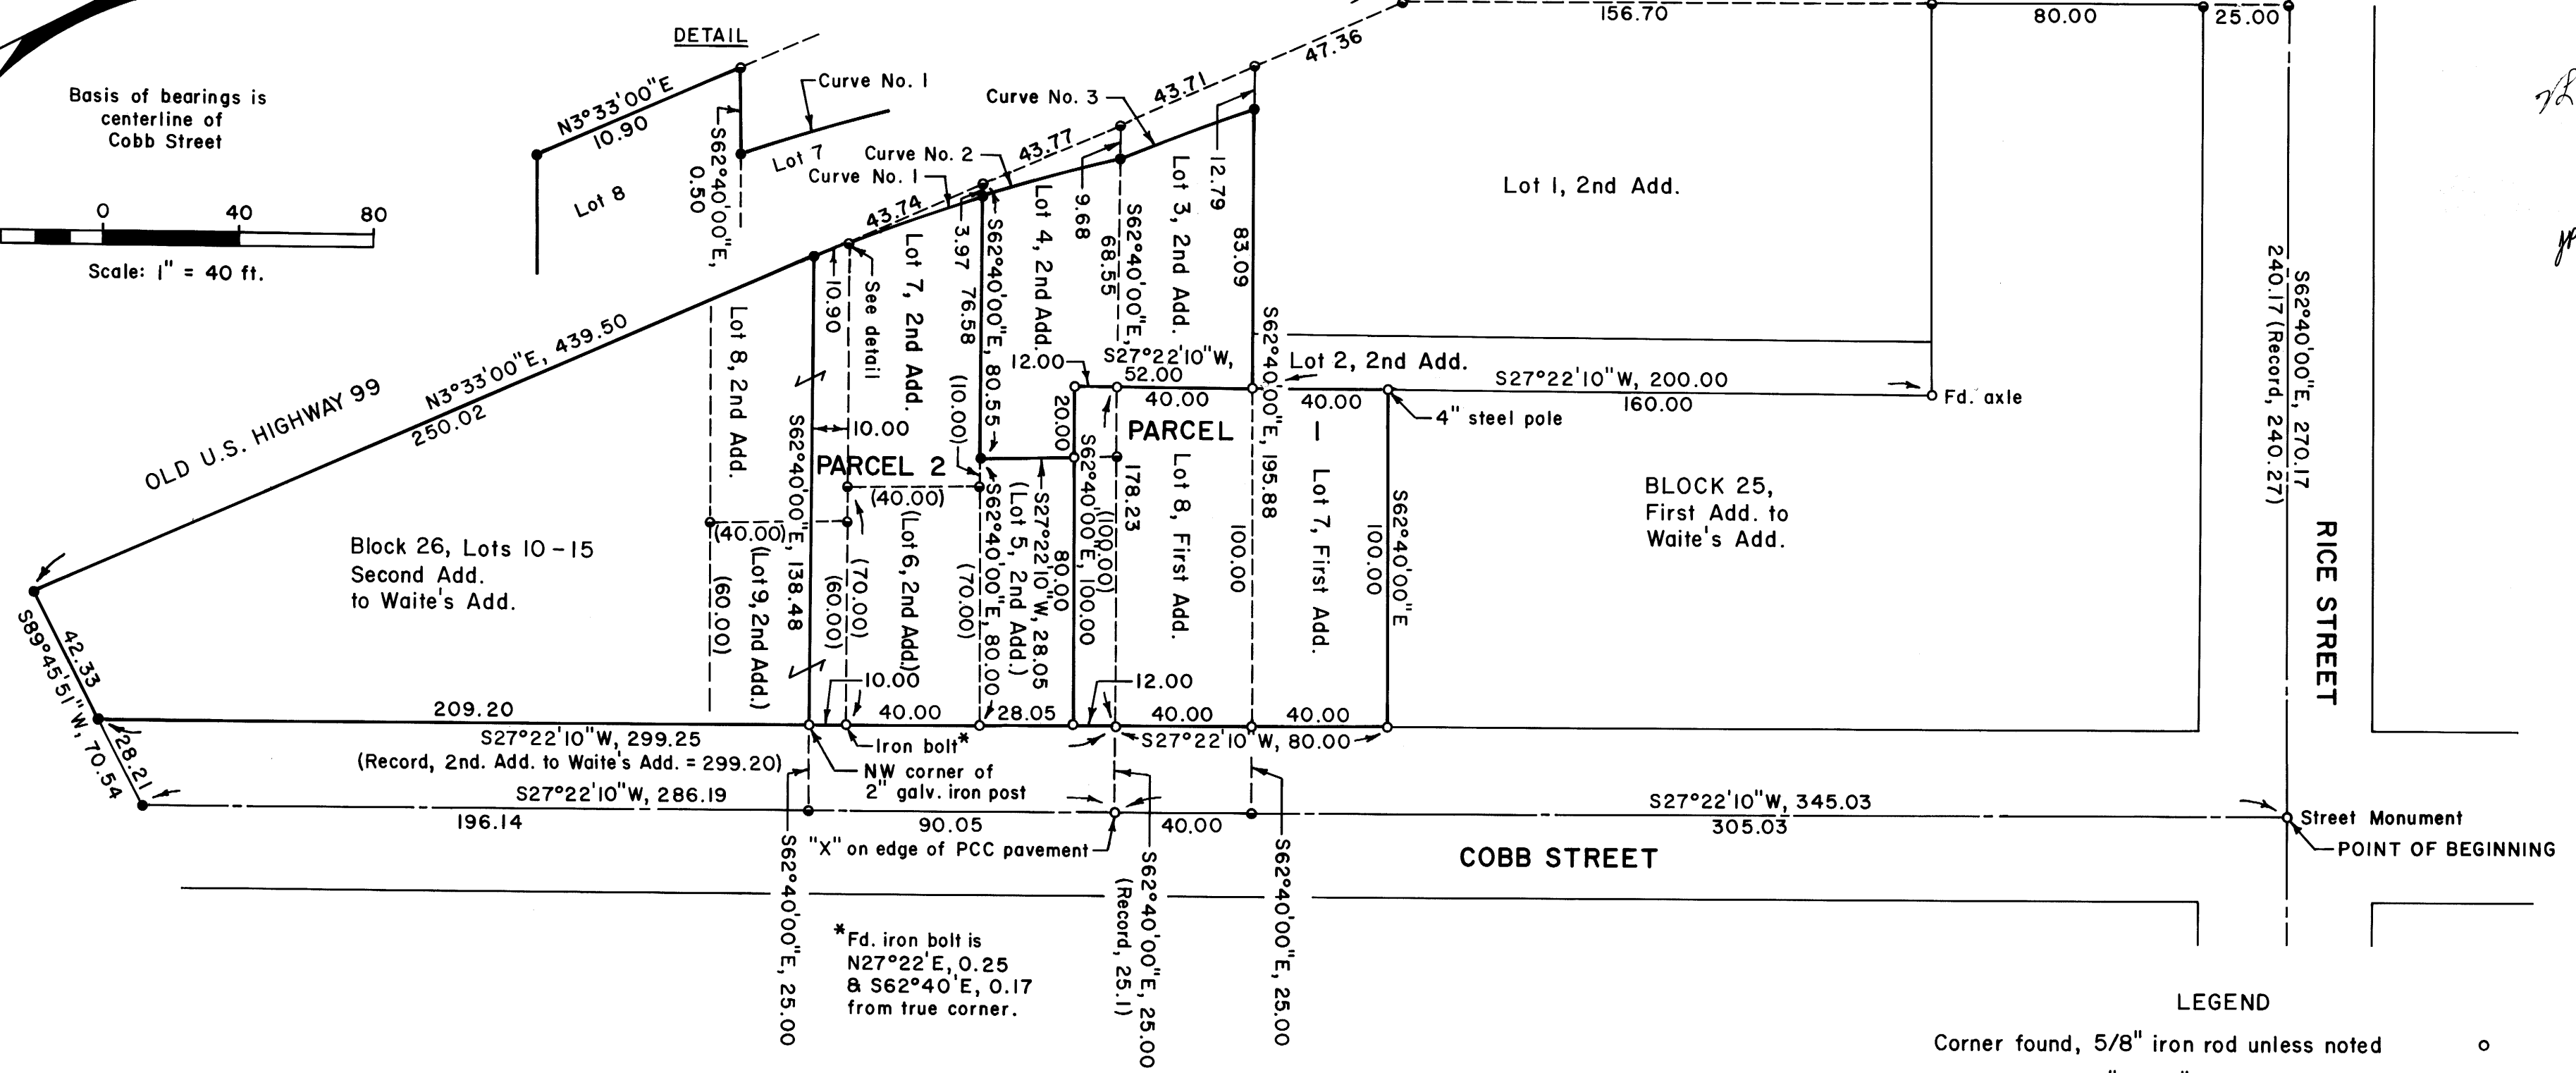 DETAIL
Basis of bearings is
centerline of
Cobb Street
0 40 80
Scale: 1" = 40 ft.
N3°33'00"E
10.90
S62°40'00"E,
0.50
Curve No. 1
Lot 7
Lot 8
156.70
80.00
25.00
47.36
43.71
43.77
43.74
Curve No. 3
Curve No. 2
Curve No. 1
12.79
9.68
3.97
10.90
See detail
OLD U.S. HIGHWAY 99
N3°33'00"E, 439.50
250.02
Lot 8, 2nd Add.
Lot 7, 2nd Add.
76.58
S62°40'00"E, 80.55
(10.00)
Lot 4, 2nd Add.
S62°40'00"E,
68.55
Lot 3, 2nd Add.
83.09
S62°40'00"E, 195.88
Lot 1, 2nd Add.
Lot 2, 2nd Add.
12.00
S27°22'10"W,
52.00
40.00
40.00
S27°22'10"W, 200.00
160.00
Fd. axle
4" steel pole
10.00
PARCEL 2
PARCEL 1
20.00
(40.00)
(40.00)
S62°40'00"E, 138.48
(Lot 9, 2nd Add.)
(60.00)
(60.00)
(70.00)
(Lot 6, 2nd Add.)
(70.00)
S62°40'00"E, 80.00
(Lot 5, 2nd Add.)
S27°22'10"W, 28.05
80.00
S62°40'00"E, 100.00
(100.00)
178.23
Lot 8, First Add.
100.00
Lot 7, First Add.
100.00
S62°40'00"E
BLOCK 25,
First Add. to
Waite's Add.
S62°40'00"E, 270.17
240.17 (Record, 240.27)
RICE STREET
Block 26, Lots 10-15
Second Add.
to Waite's Add.
42.33
S89°45'51"W, 70.54
28.21
209.20
10.00
40.00
28.05
12.00
40.00
40.00
S27°22'10"W, 299.25
(Record, 2nd. Add. to Waite's Add. = 299.20)
Iron bolt*
NW corner of
2" galv. iron post
S27°22'10"W, 80.00
S27°22'10"W, 286.19
196.14
90.05
40.00
S27°22'10"W, 345.03
305.03
"X" on edge of PCC pavement
Street Monument
POINT OF BEGINNING
COBB STREET
S62°40'00"E, 25.00
S62°40'00"E, 25.00
(Record, 25.1)
S62°40'00"E, 25.00
*Fd. iron bolt is
N27°22'E, 0.25
& S62°40'E, 0.17
from true corner.
LEGEND
Corner found, 5/8" iron rod unless noted